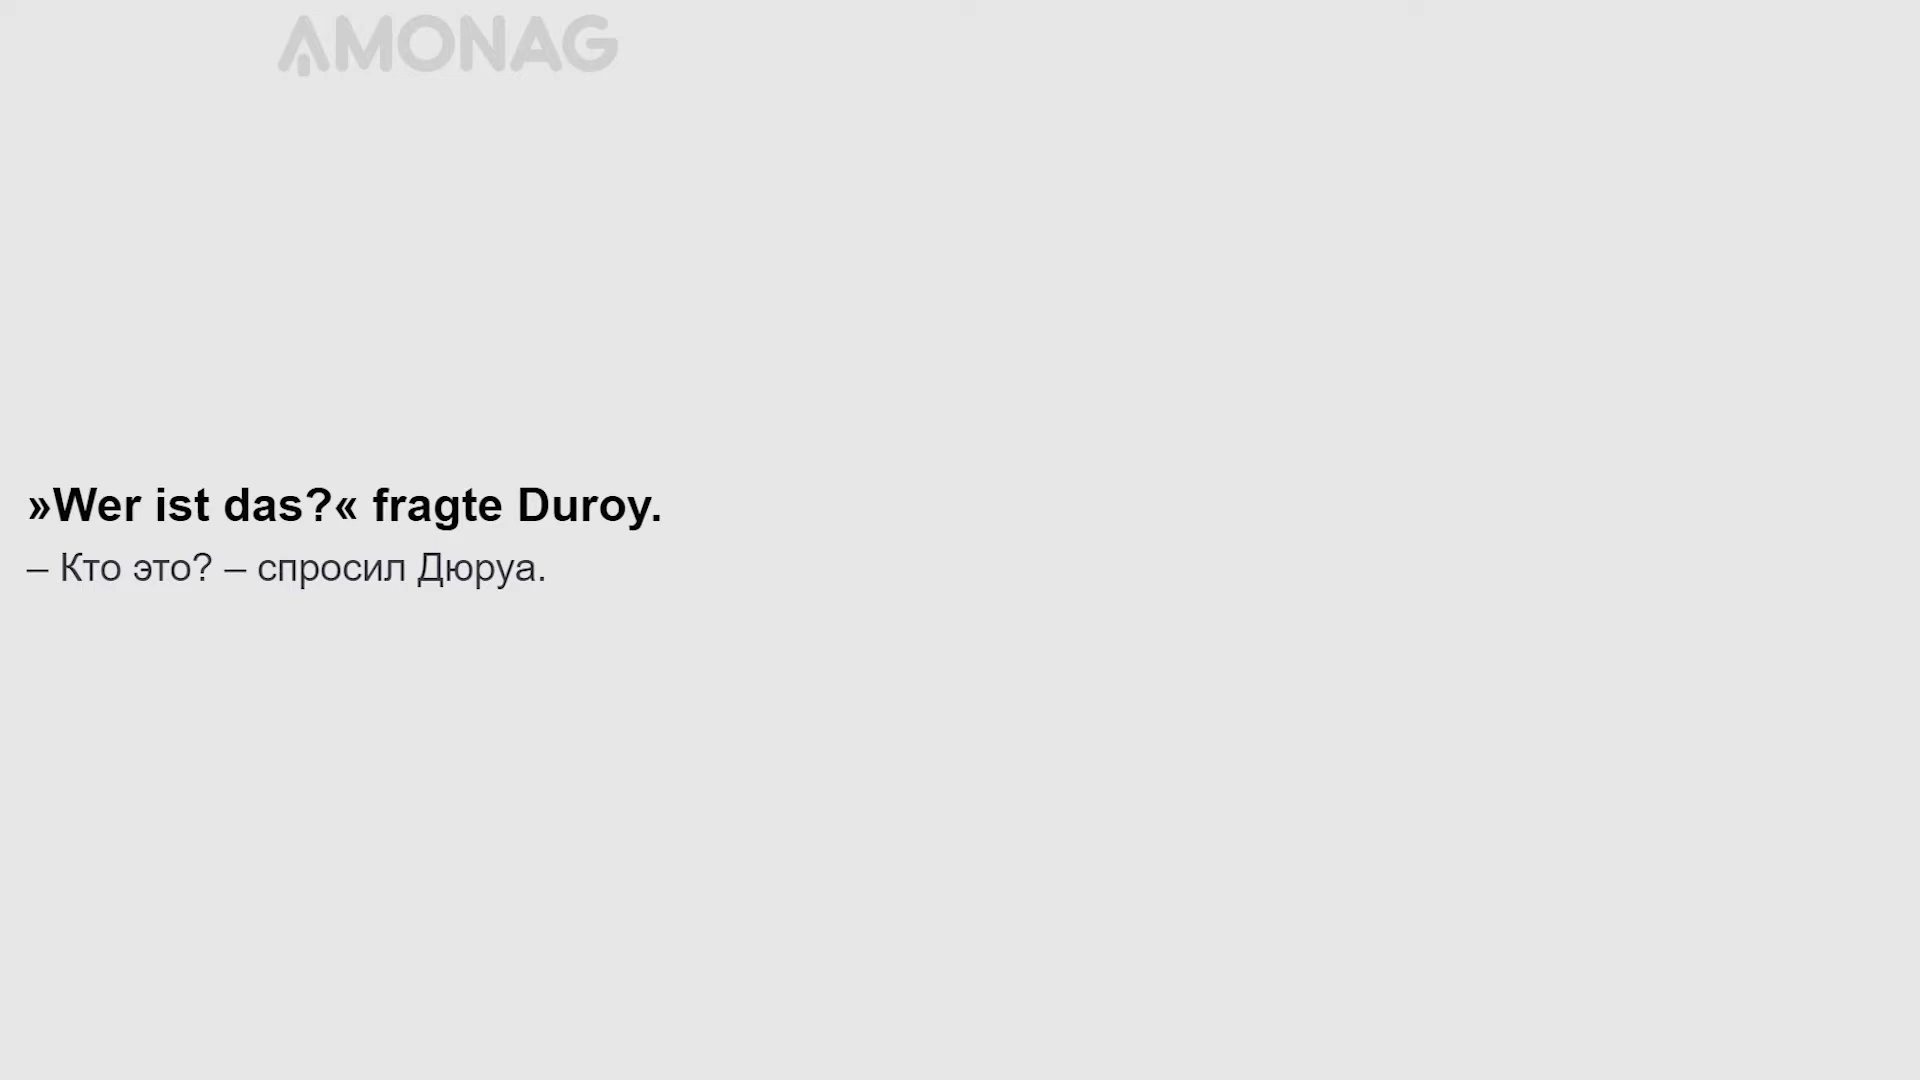 AMONAG
»Wer ist das?« fragte Duroy.
– Кто это? – спросил Дюруа.